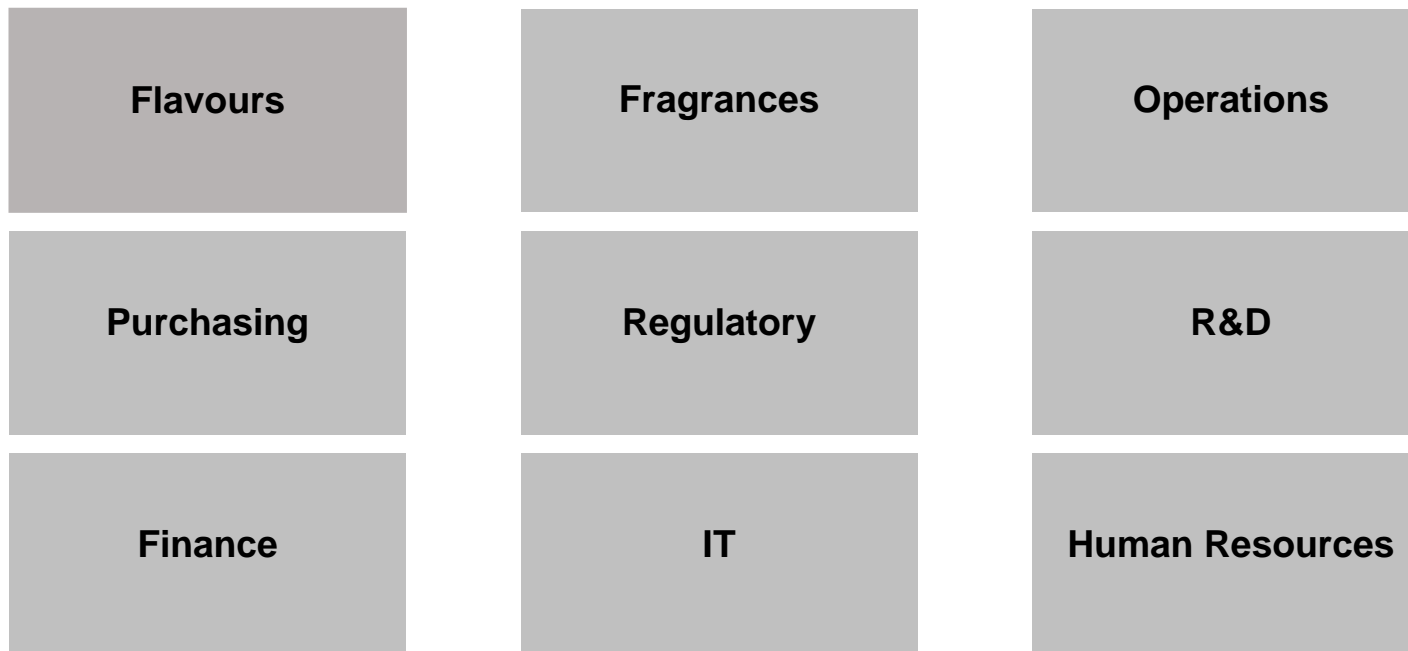 Flavours
Fragrances
Operations
Purchasing
Regulatory
R&D
Finance
IT
Human Resources